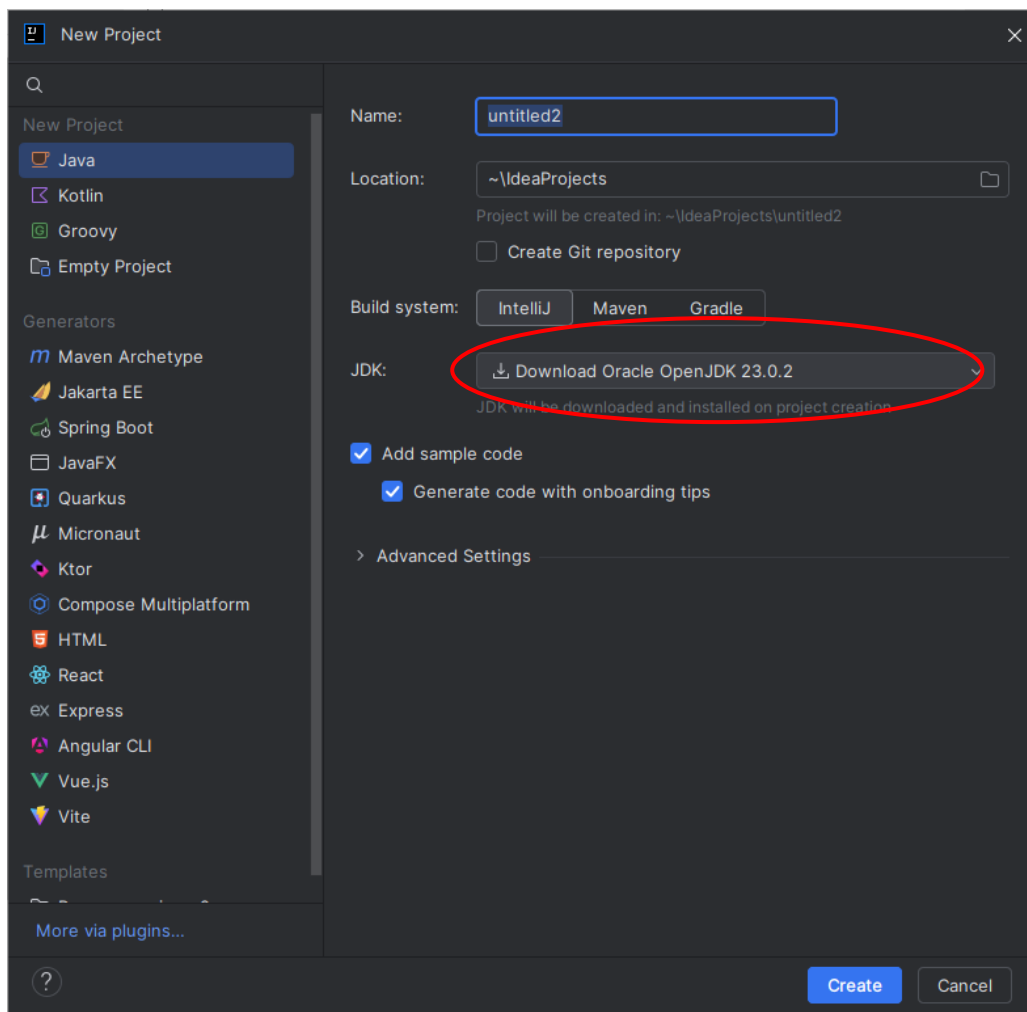 New Project
New Project
Java
Kotlin
Groovy
Empty Project
Generators
Maven Archetype
Jakarta EE
Spring Boot
JavaFX
Quarkus
Micronaut
Ktor
Compose Multiplatform
HTML
React
ex Express
Angular CLI
Vue.js
Vite
Templates
More via plugins...
Name: untitled2
Location: ~\IdeaProjects
Project will be created in: ~\IdeaProjects\untitled2
Create Git repository
Build system: IntelliJ Maven Gradle
JDK: Download Oracle OpenJDK 23.0.2
JDK will be downloaded and installed on project creation
Add sample code
Generate code with onboarding tips
Advanced Settings
? Create Cancel